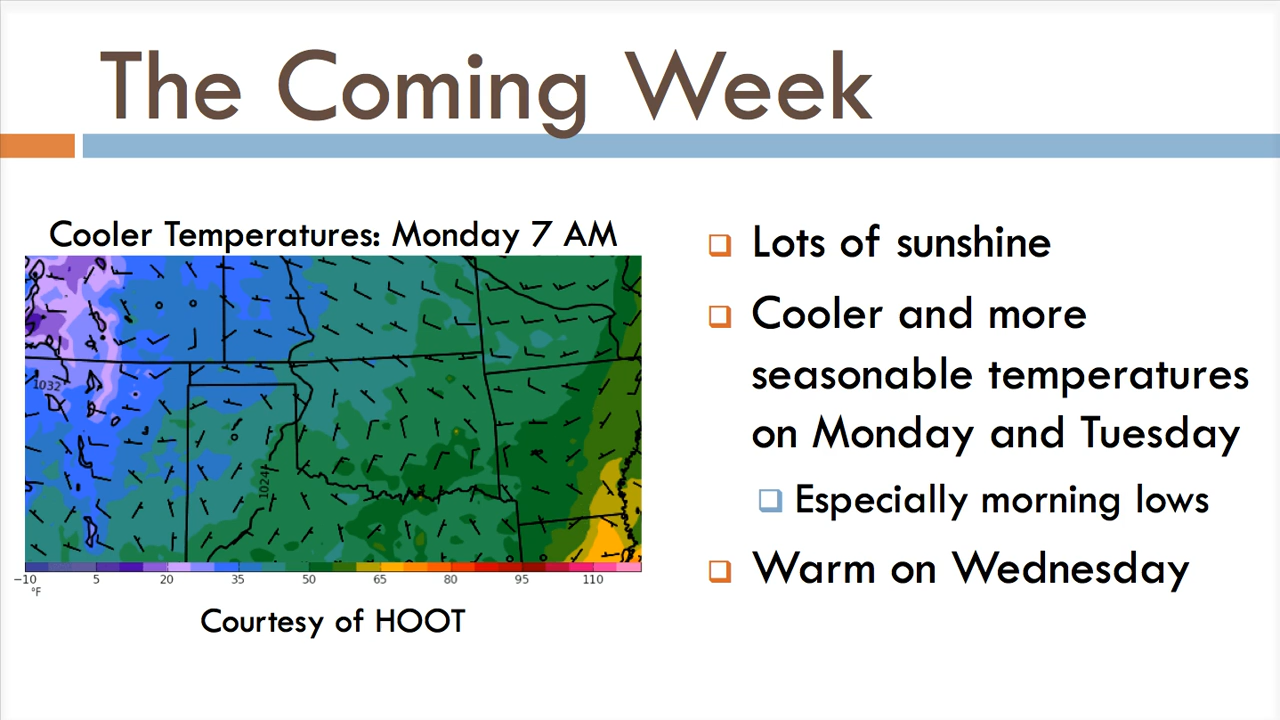 The Coming Week
Cooler Temperatures: Monday 7 AM
1032
1024
−10 5 20 35 50 65 80 95 110
°F
Courtesy of HOOT
Lots of sunshine
Cooler and more
seasonable temperatures
on Monday and Tuesday
Especially morning lows
Warm on Wednesday